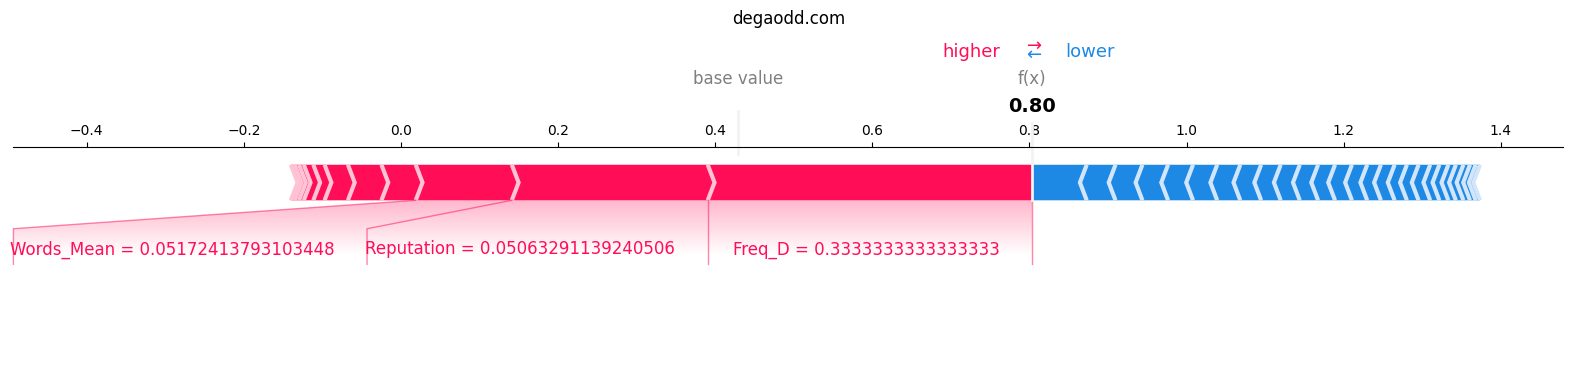 degaodd.com
higher ⇄ lower
base value f(x)
0.80
−0.4 −0.2 0.0 0.2 0.4 0.6 0.8 1.0 1.2 1.4
Words_Mean = 0.05172413793103448 Reputation = 0.05063291139240506 Freq_D = 0.3333333333333333